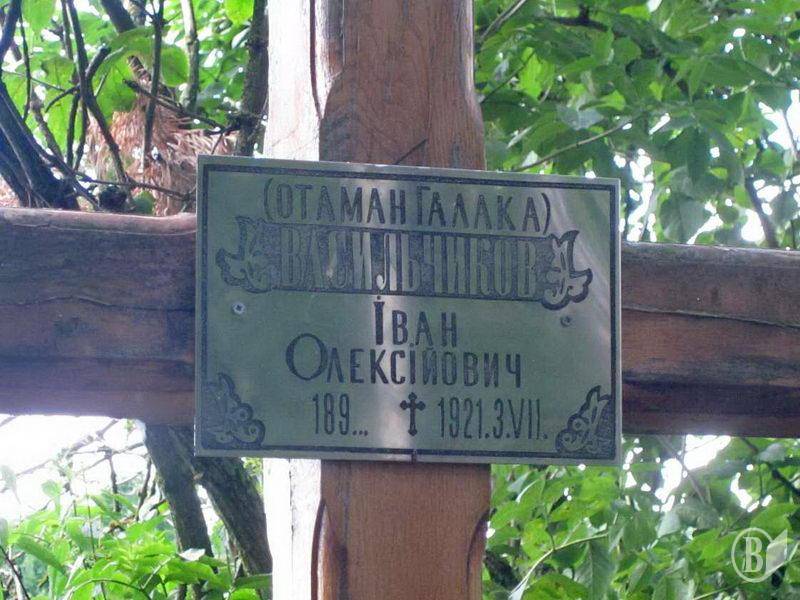 (ОТАМАН ГАЛАКА)
ВАСИЛЬЧИКОВ
ІВАН
ОЛЕКСІЙОВИЧ
189... ✝ 1921.3.VII.
В